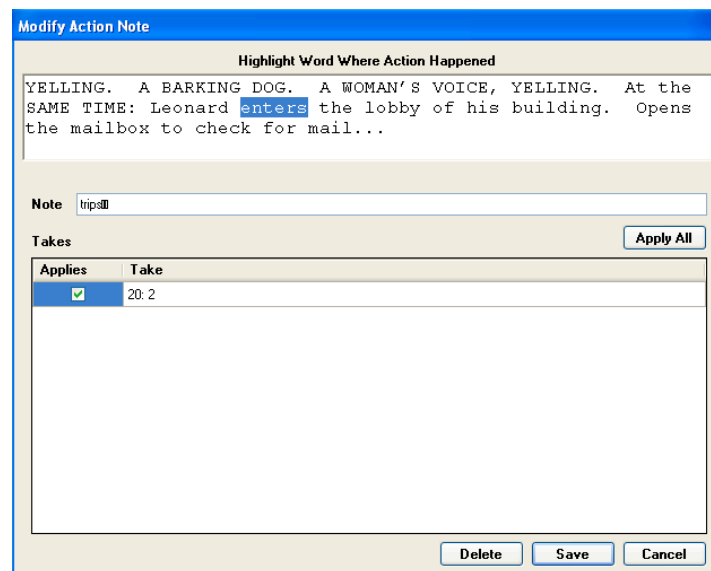 Modify Action Note
Highlight Word Where Action Happened
YELLING. A BARKING DOG. A WOMAN'S VOICE, YELLING. At the
SAME TIME: Leonard enters the lobby of his building. Opens
the mailbox to check for mail...
Note trips
Takes Apply All
Applies Take
20: 2
Delete Save Cancel